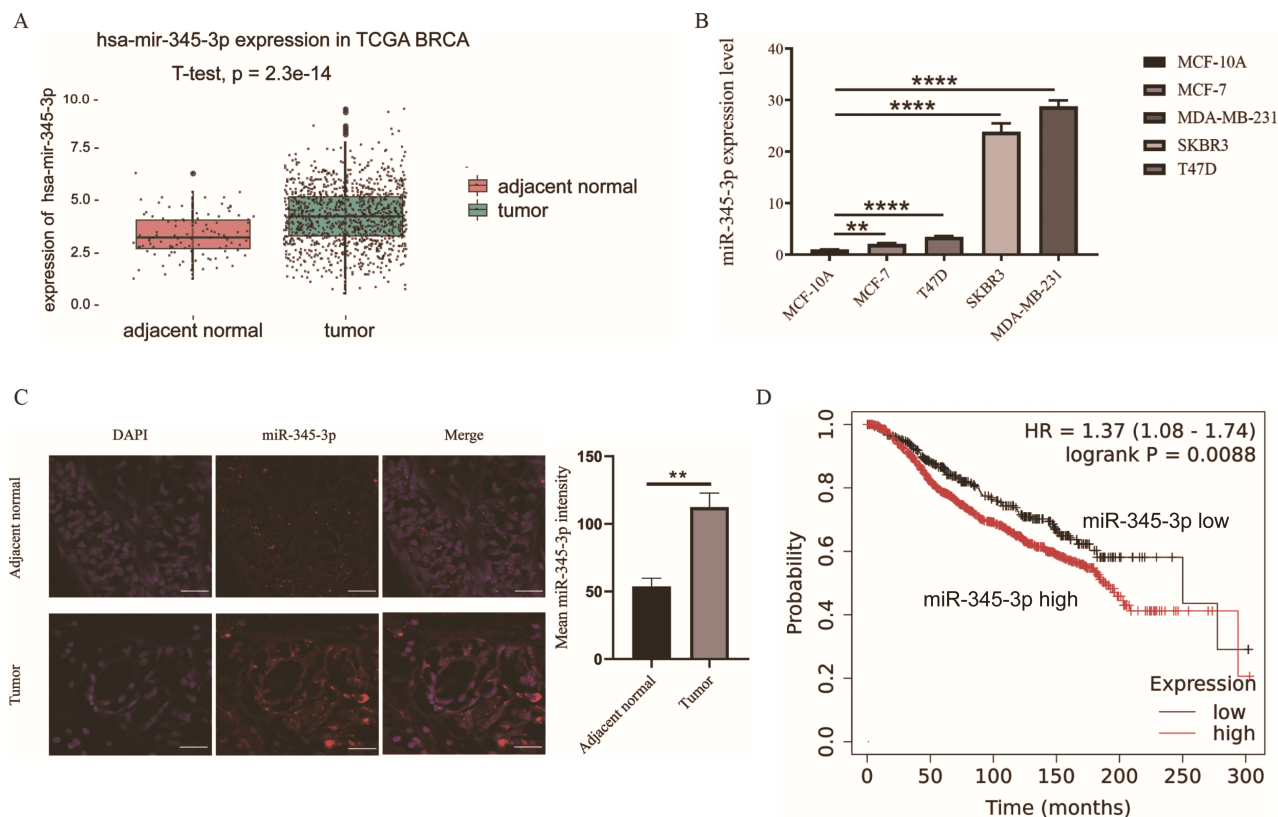 A
hsa-mir-345-3p expression in TCGA BRCA
T-test, p = 2.3e-14
expression of hsa-mir-345-3p
10.0
7.5
5.0
2.5
0.0
adjacent normal
tumor
adjacent normal
tumor
B
miR-345-3p expression level
40
30
20
10
0
****
****
****
**
MCF-10A
MCF-7
T47D
SKBR3
MDA-MB-231
MCF-10A
MCF-7
MDA-MB-231
SKBR3
T47D
C
DAPI
miR-345-3p
Merge
Adjacent normal
Tumor
Mean miR-345-3p intensity
150
100
50
0
**
Adjacent normal
Tumor
D
Probability
1.0
0.8
0.6
0.4
0.2
0.0
HR = 1.37 (1.08 - 1.74)
logrank P = 0.0088
miR-345-3p low
miR-345-3p high
Expression
low
high
0
50
100
150
200
250
300
Time (months)